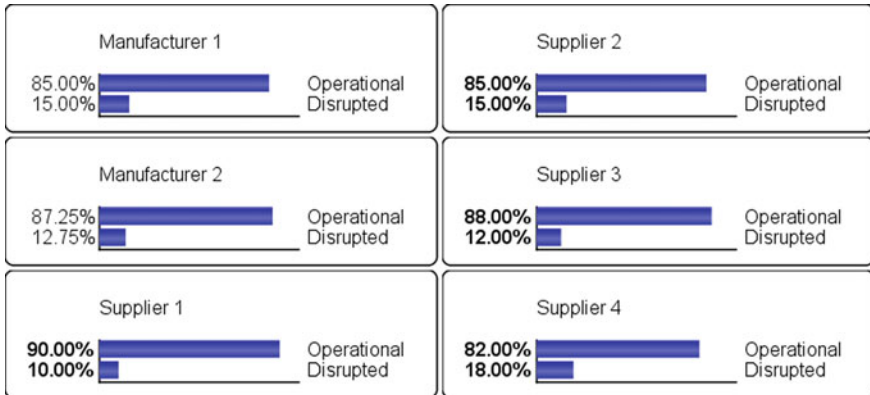 Manufacturer 1
85.00% Operational
15.00% Disrupted
Supplier 2
85.00% Operational
15.00% Disrupted
Manufacturer 2
87.25% Operational
12.75% Disrupted
Supplier 3
88.00% Operational
12.00% Disrupted
Supplier 1
90.00% Operational
10.00% Disrupted
Supplier 4
82.00% Operational
18.00% Disrupted